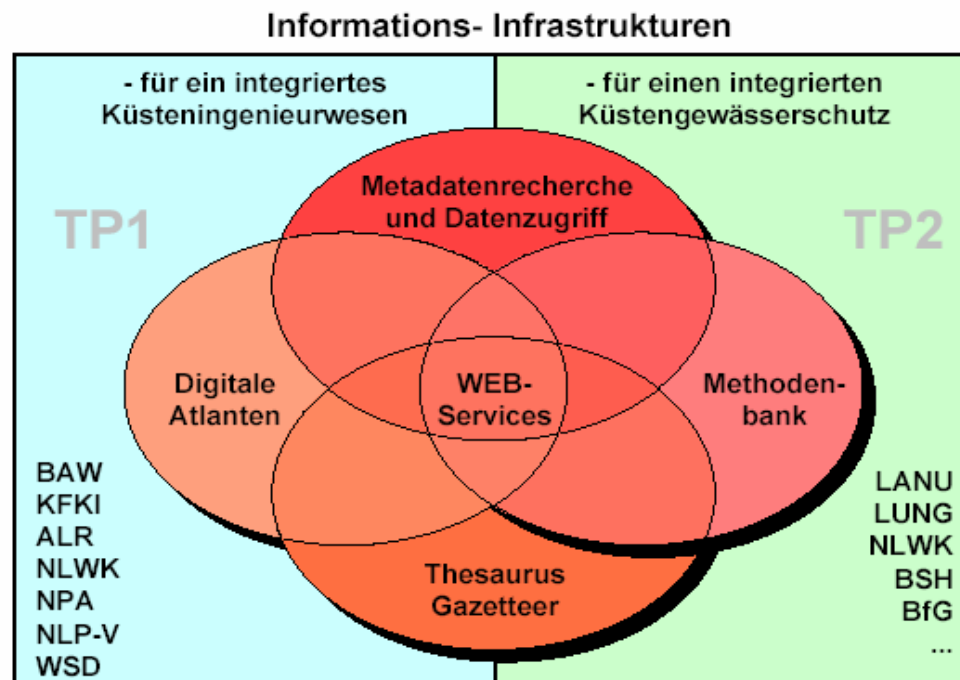 Informations- Infrastrukturen
- für ein integriertes
Küsteningenieurwesen
- für einen integrierten
Küstengewässerschutz
TP1
TP2
Metadatenrecherche
und Datenzugriff
Digitale
Atlanten
WEB-
Services
Methoden-
bank
Thesaurus
Gazetteer
BAW
KFKI
ALR
NLWK
NPA
NLP-V
WSD
LANU
LUNG
NLWK
BSH
BfG
...